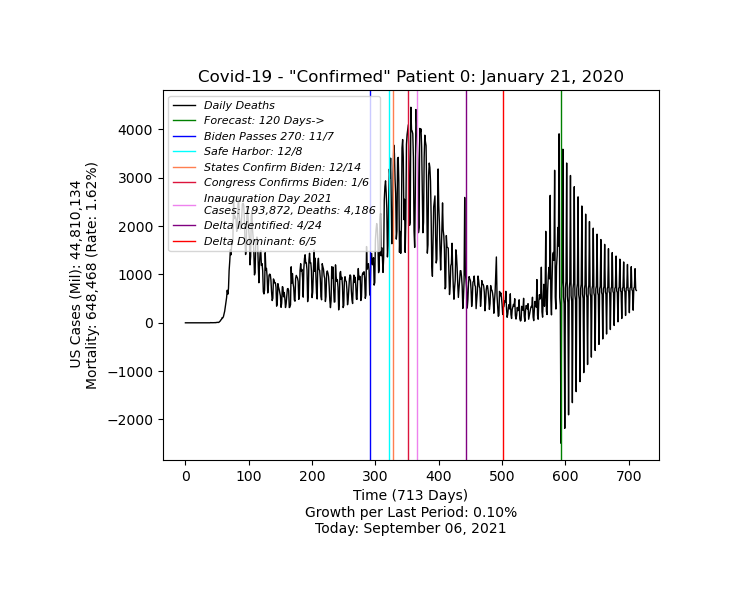 Covid-19 - "Confirmed" Patient 0: January 21, 2020
US Cases (Mil): 44,810,134
Mortality: 648,468 (Rate: 1.62%)
4000
3000
2000
1000
0
−1000
−2000
Daily Deaths
Forecast: 120 Days->
Biden Passes 270: 11/7
Safe Harbor: 12/8
States Confirm Biden: 12/14
Congress Confirms Biden: 1/6
Inauguration Day 2021
Cases: 193,872, Deaths: 4,186
Delta Identified: 4/24
Delta Dominant: 6/5
0 100 200 300 400 500 600 700
Time (713 Days)
Growth per Last Period: 0.10%
Today: September 06, 2021